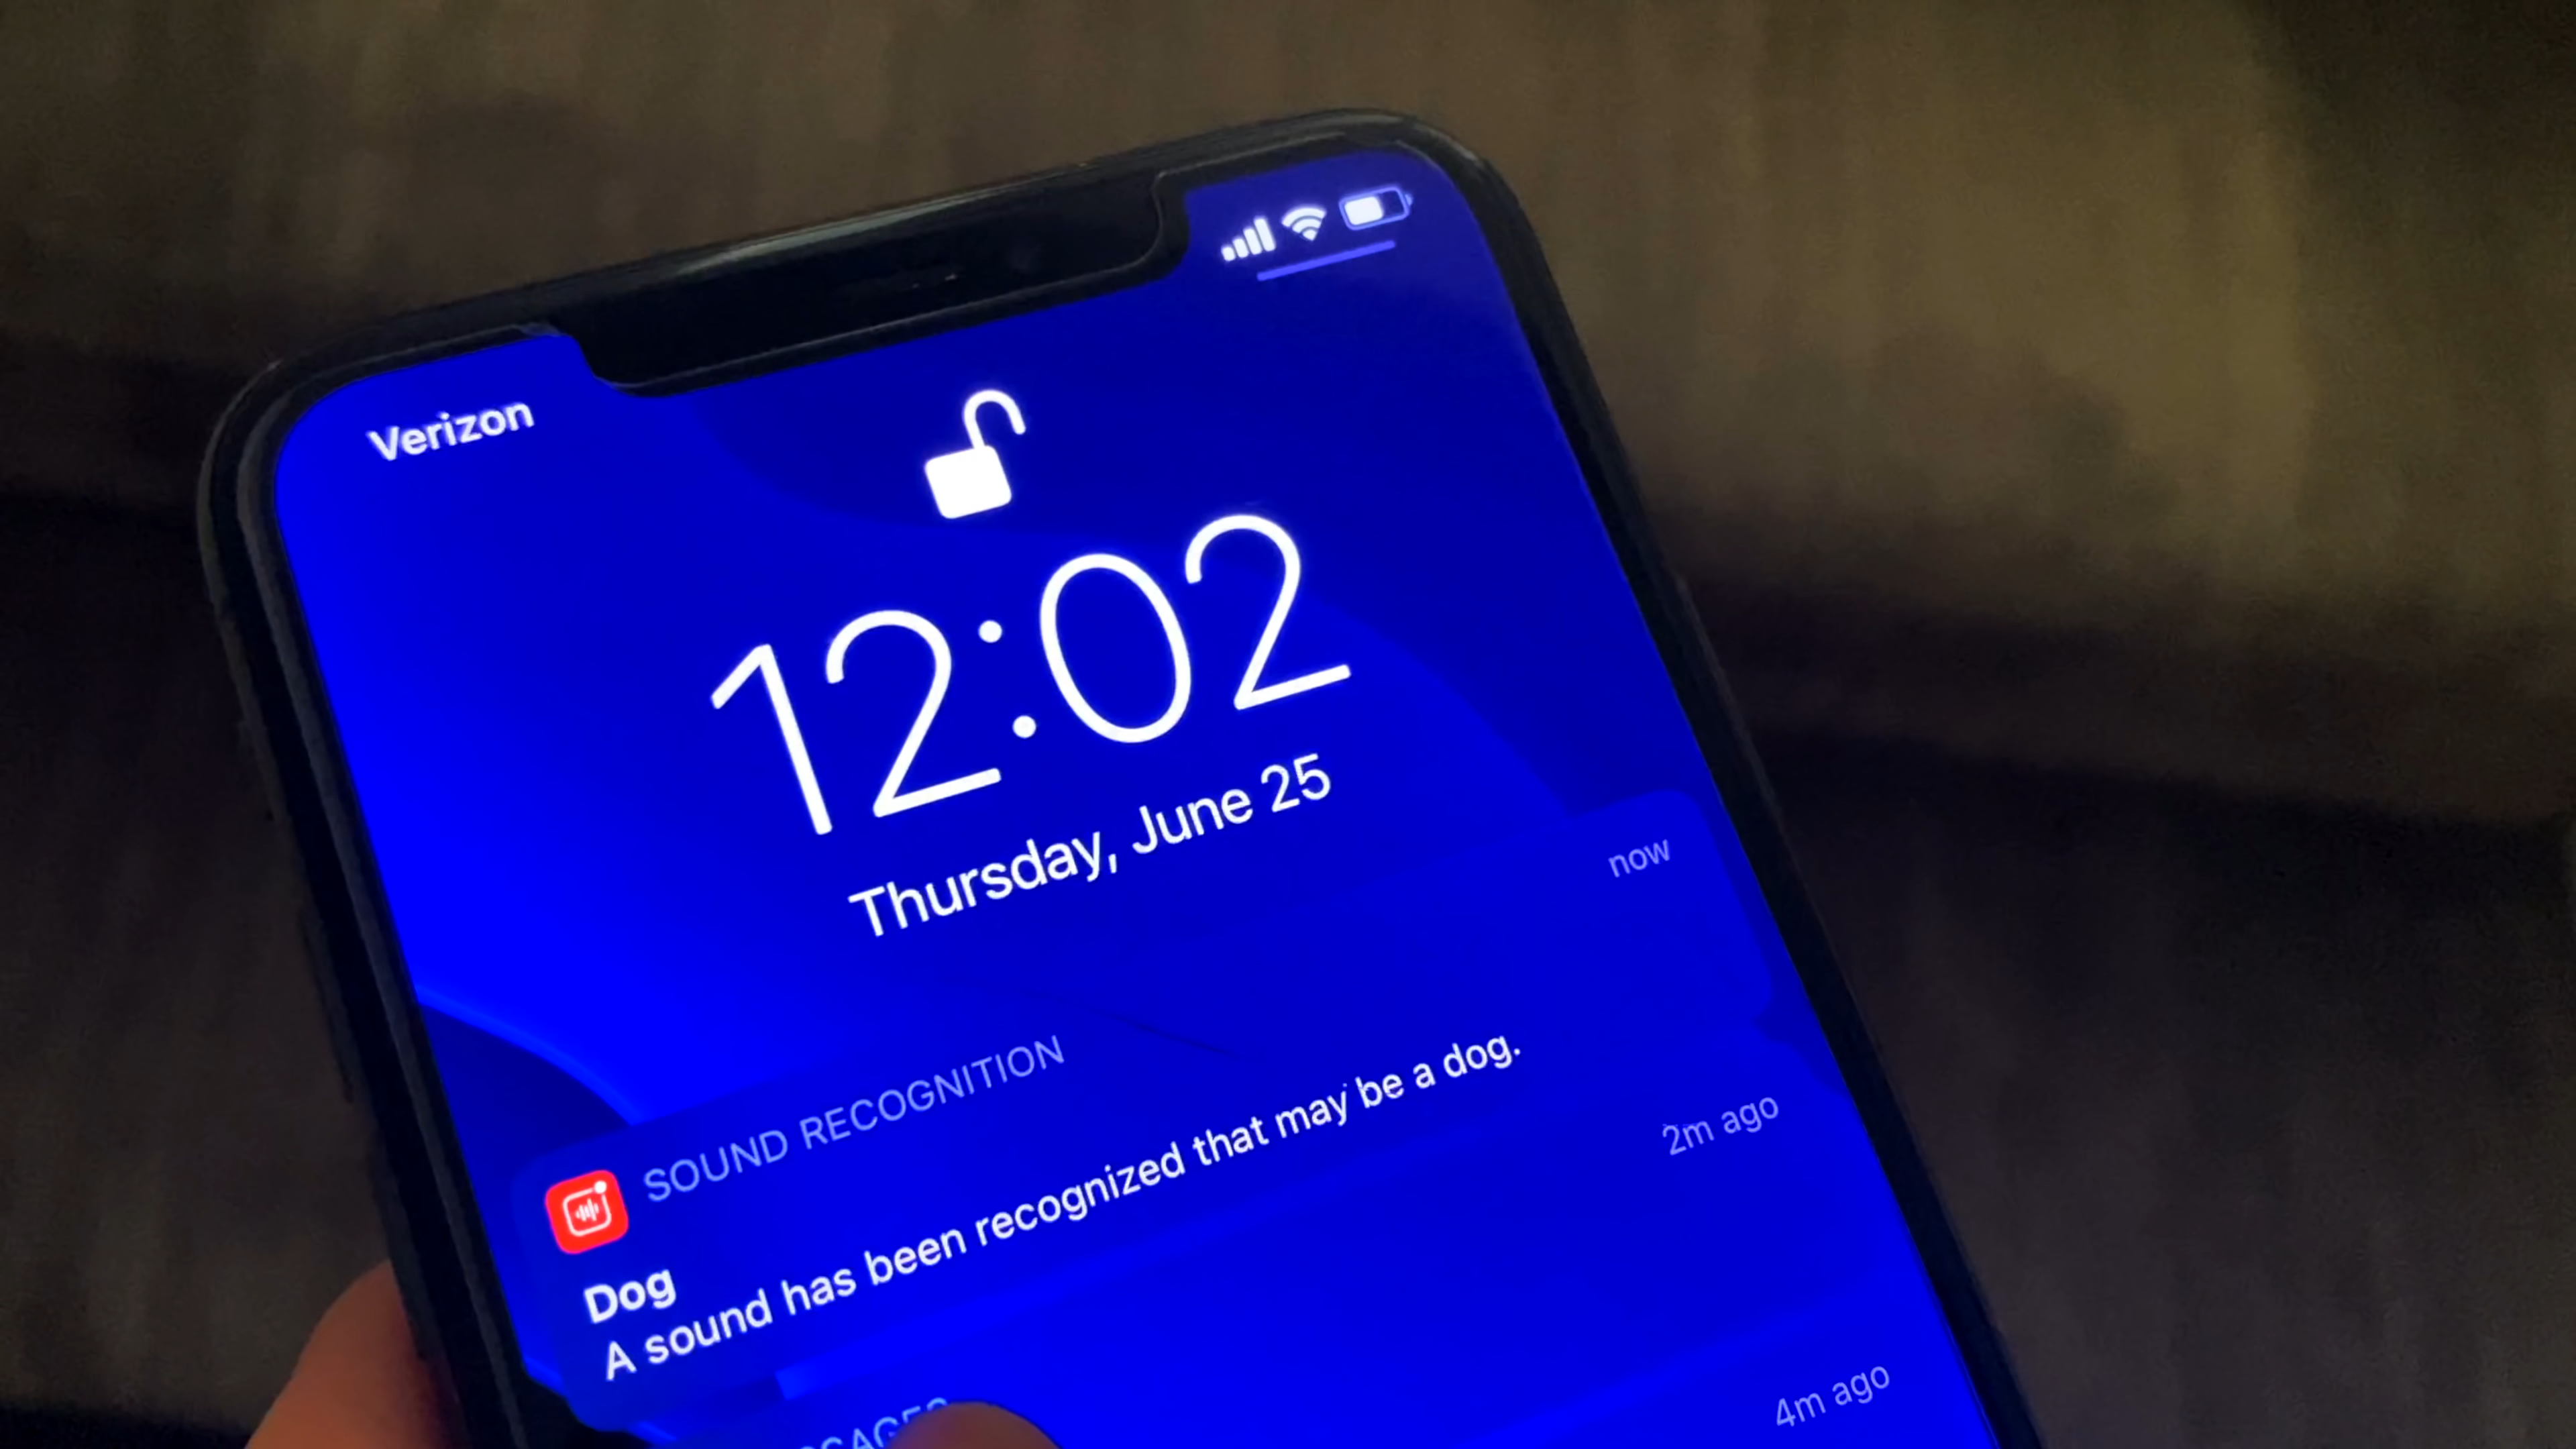 Verizon
12:02
Thursday, June 25
SOUND RECOGNITION
now
Dog
A sound has been recognized that may be a dog.
2m ago
4m ago